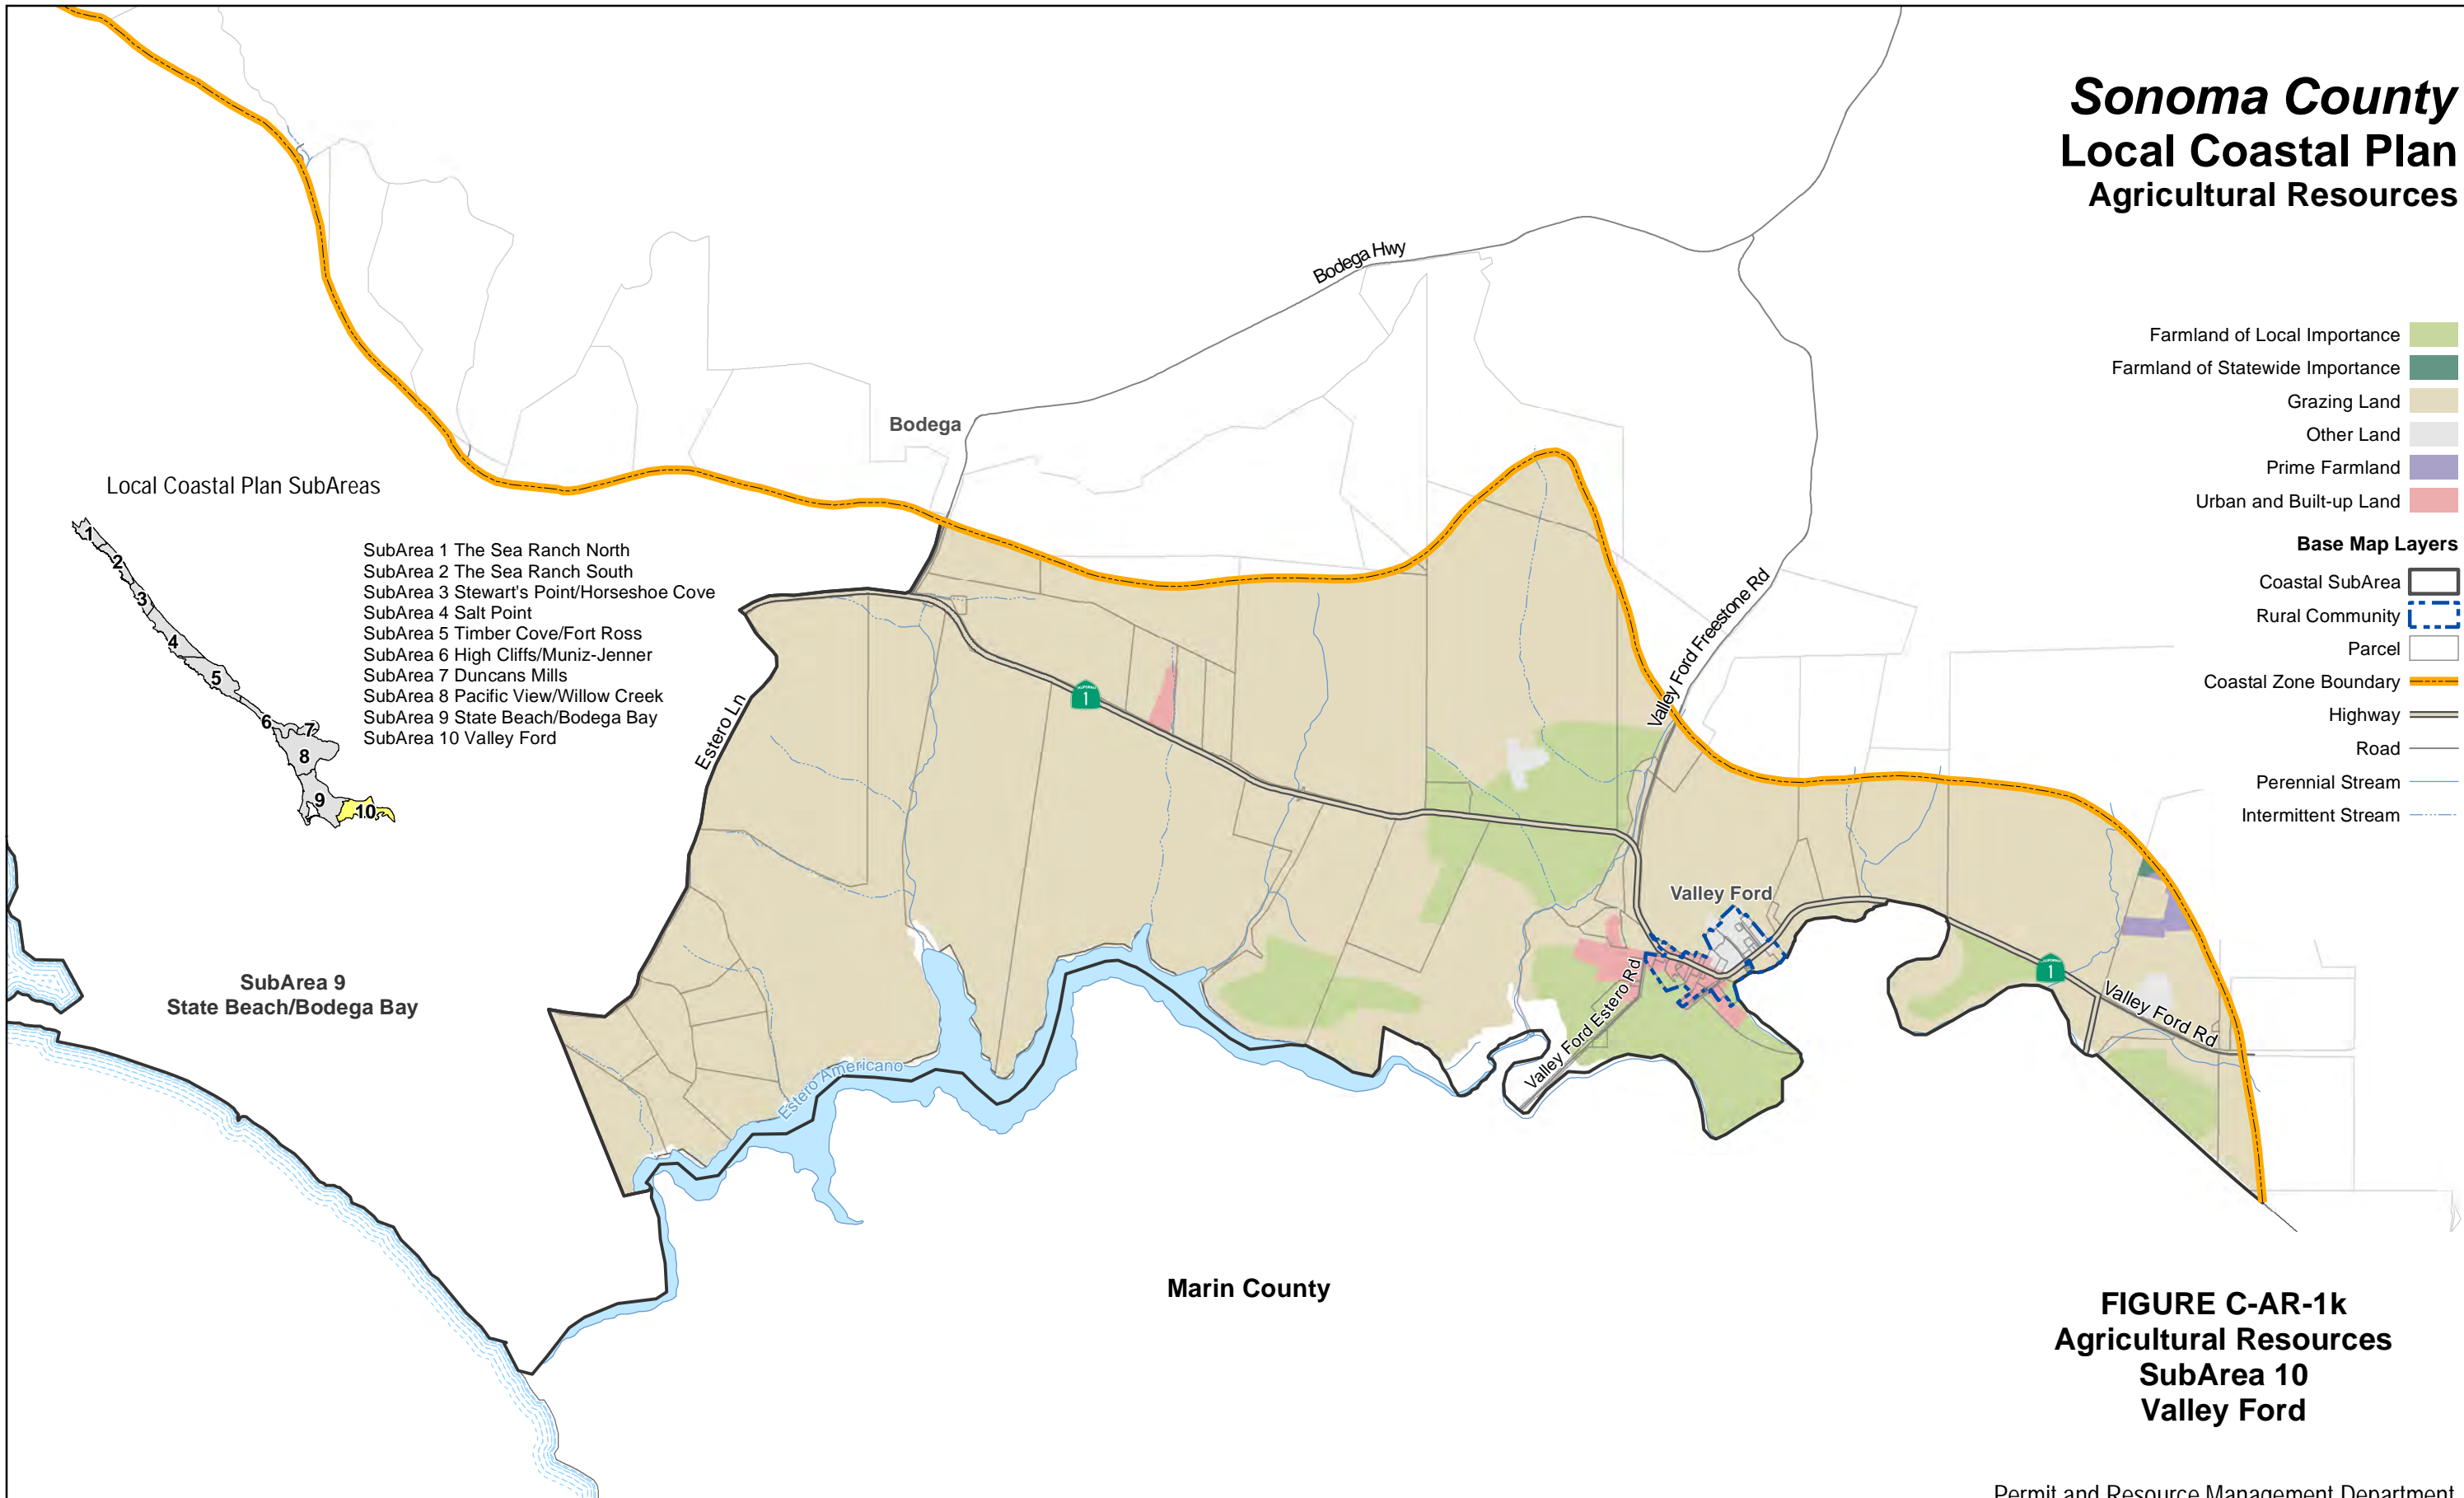 Sonoma County
Local Coastal Plan
Agricultural Resources
Bodega Hwy
Farmland of Local Importance
Farmland of Statewide Importance
Grazing Land
Other Land
Prime Farmland
Urban and Built-up Land
Base Map Layers
Coastal SubArea
Rural Community
Parcel
Coastal Zone Boundary
Highway
Road
Perennial Stream
Intermittent Stream
Bodega
Local Coastal Plan SubAreas
1
2
3
4
5
6
7
8
9
10
SubArea 1 The Sea Ranch North
SubArea 2 The Sea Ranch South
SubArea 3 Stewart's Point/Horseshoe Cove
SubArea 4 Salt Point
SubArea 5 Timber Cove/Fort Ross
SubArea 6 High Cliffs/Muniz-Jenner
SubArea 7 Duncans Mills
SubArea 8 Pacific View/Willow Creek
SubArea 9 State Beach/Bodega Bay
SubArea 10 Valley Ford
Valley Ford Freestone Rd
Estero Ln
1
Valley Ford
SubArea 9
State Beach/Bodega Bay
1
Valley Ford Rd
Valley Ford Estero Rd
Estero Americano
Marin County
FIGURE C-AR-1k
Agricultural Resources
SubArea 10
Valley Ford
Permit and Resource Management Department